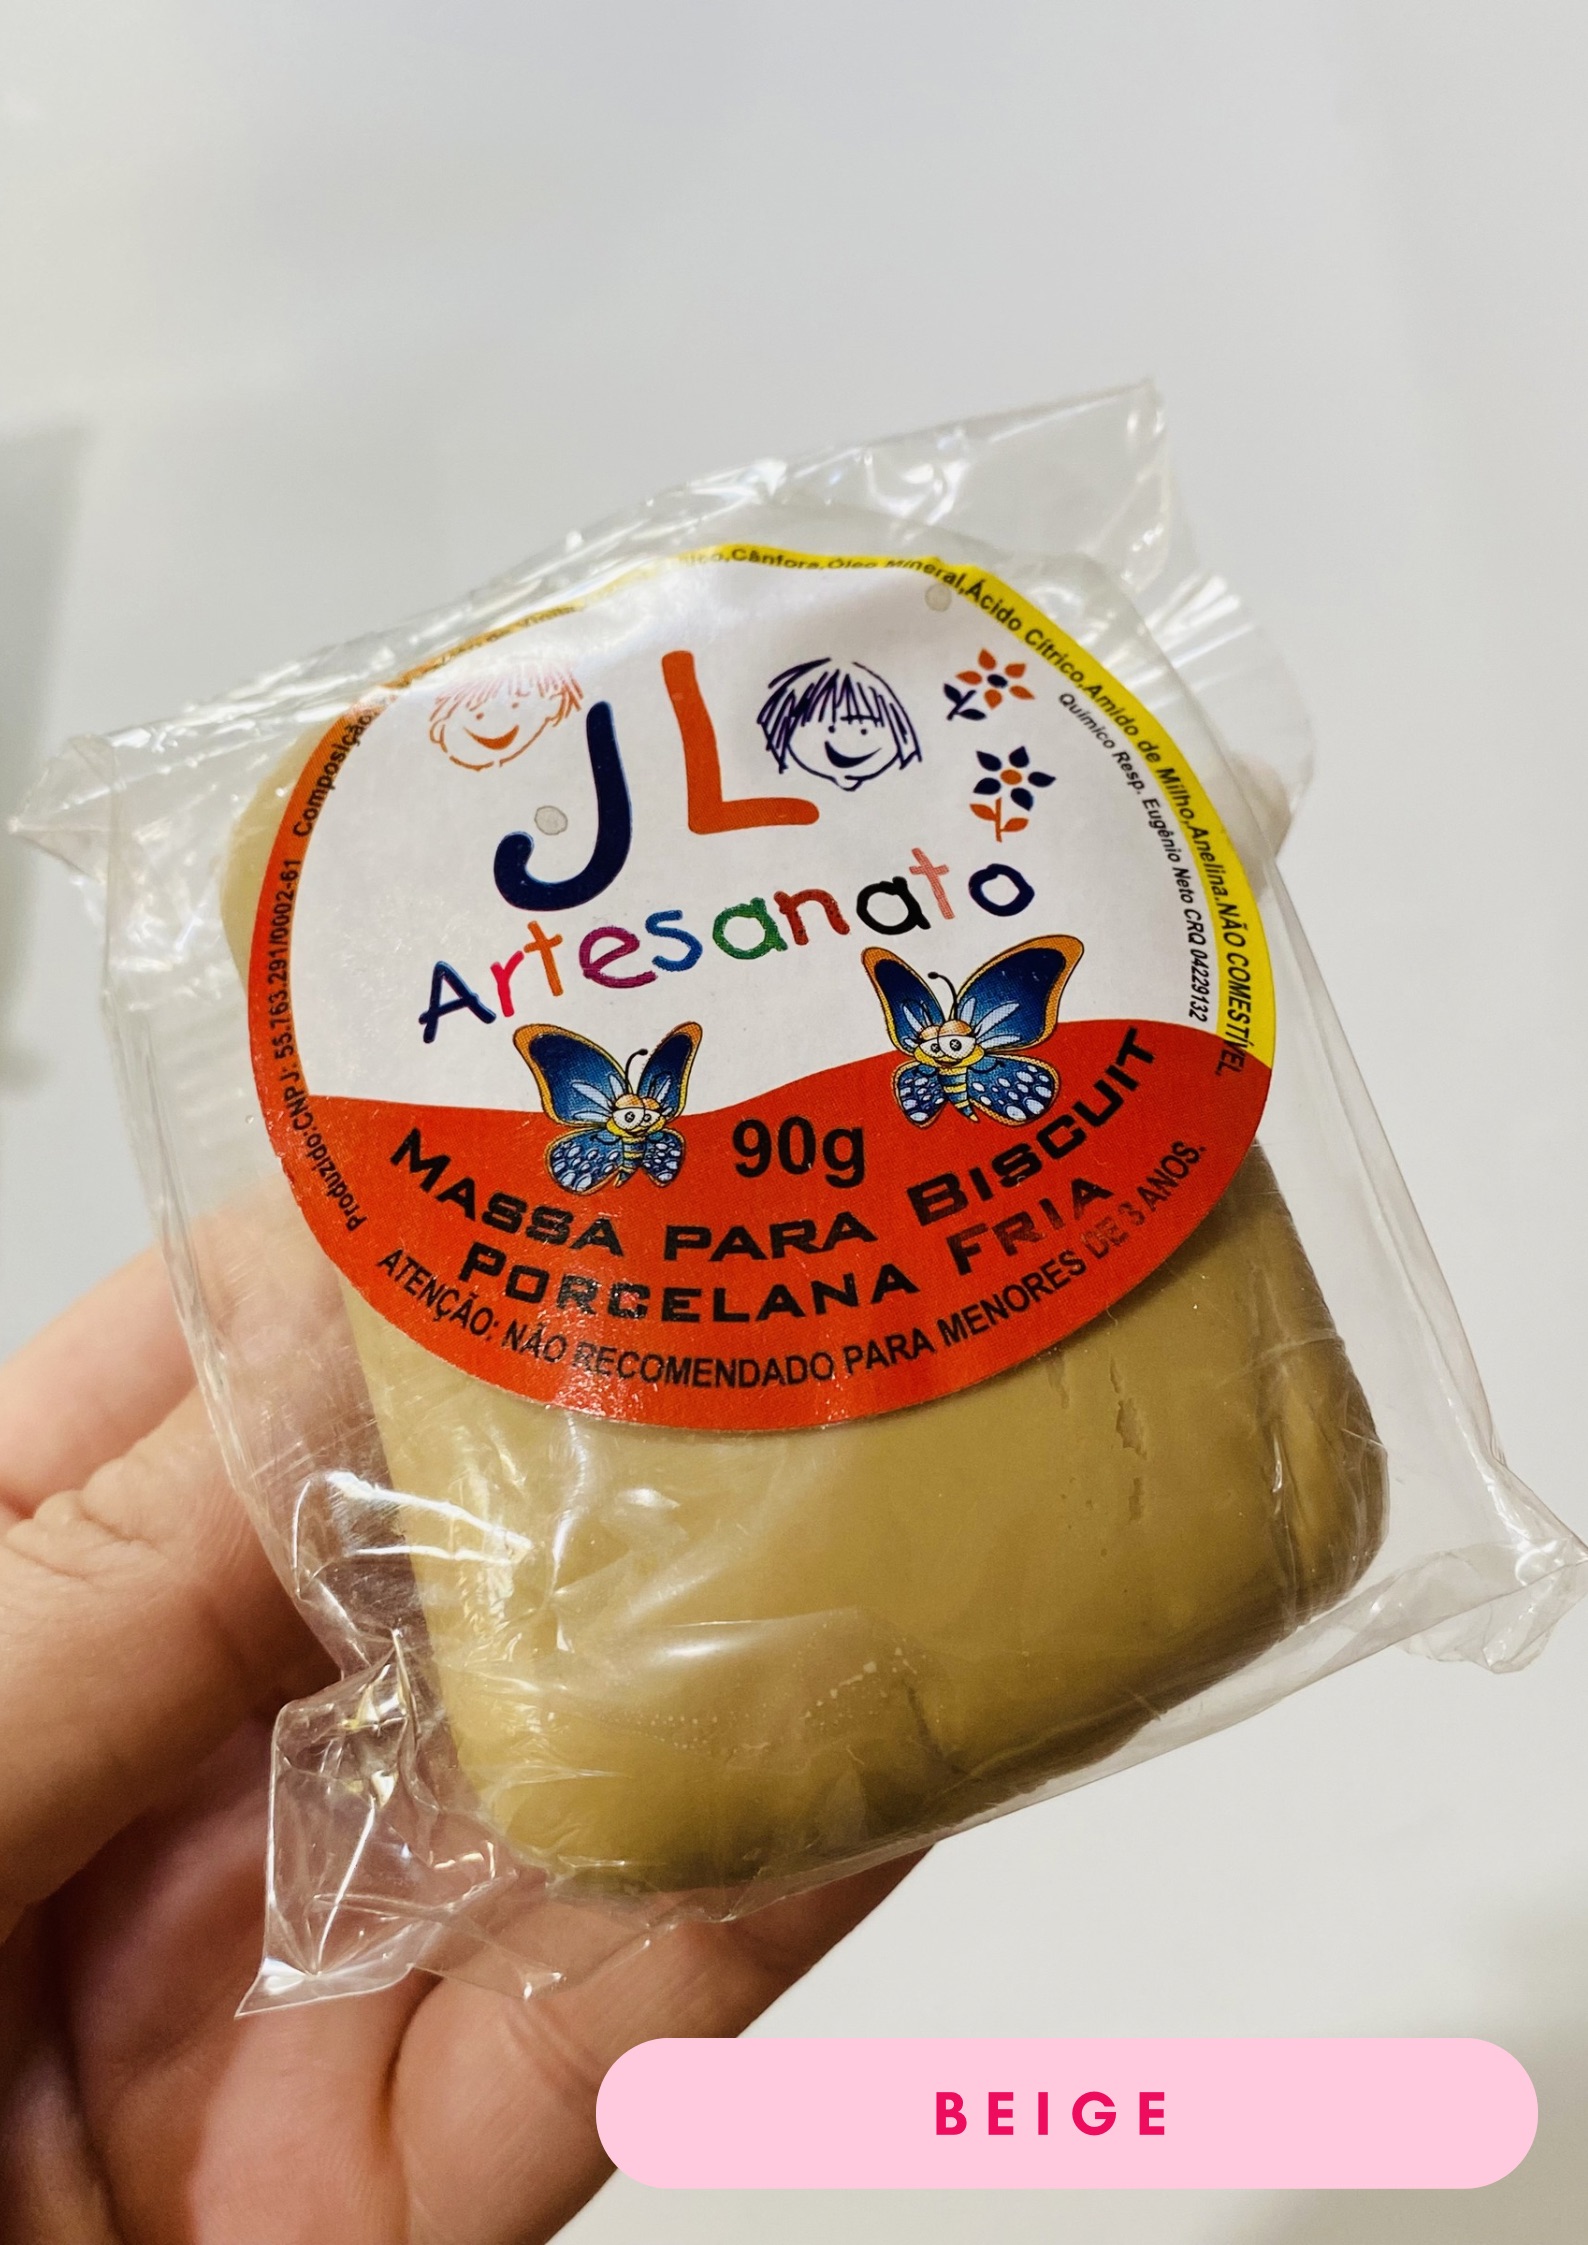 Composição
Cânfora,Óleo Mineral,Ácido Cítrico,Amido de Milho,Anelina.NÃO COMESTÍVEL
Químico Resp. Eugênio Neto CRQ 04229132
Produzido:CNPJ: 55.763.291/0002-61
JL
Artesanato
90g
MASSA PARA BISCUIT
PORCELANA FRIA
ATENÇÃO: NÃO RECOMENDADO PARA MENORES DE 3 ANOS.
BEIGE